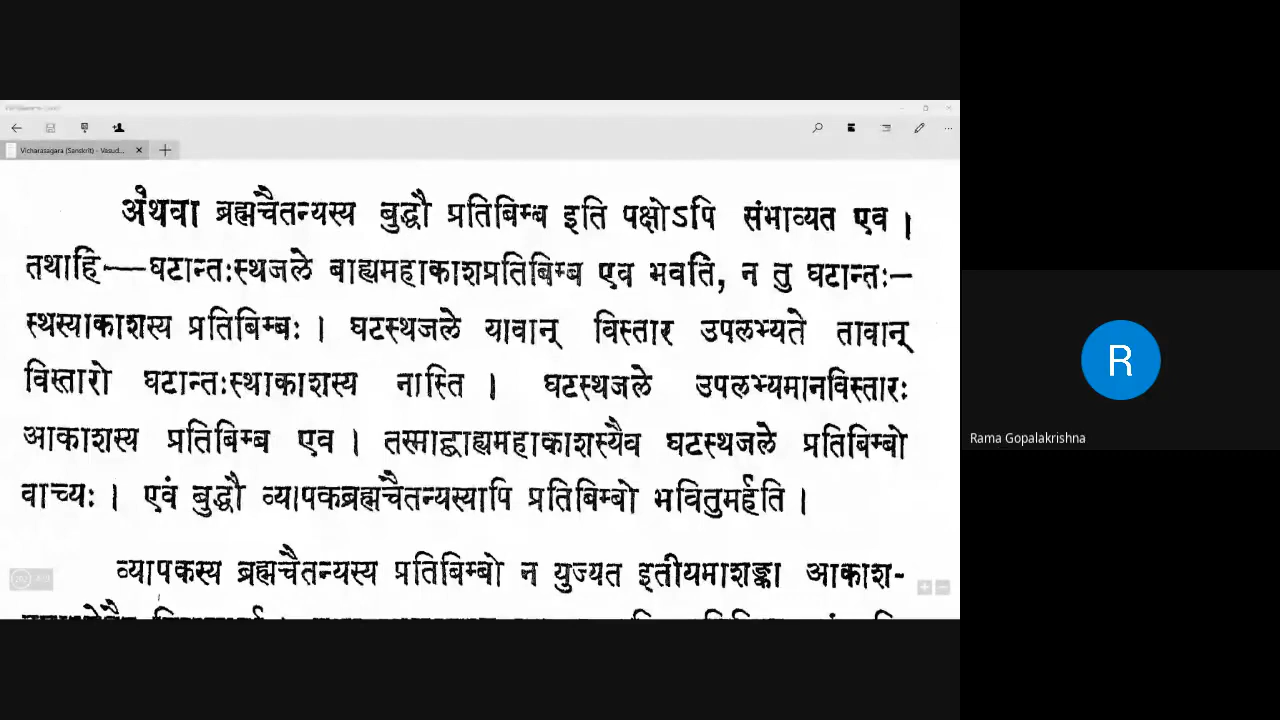 Vicharasagara (Sanskrit) - Vasud...
अथवा ब्रह्मचैतन्यस्य बुद्धौ प्रतिबिम्ब इति पक्षोऽपि संभाव्यत एव ।
तथाहि—घटान्तःस्थजले बाह्यमहाकाशप्रतिबिम्ब एव भवति, न तु घटान्तः—
स्थस्याकाशस्य प्रतिबिम्बः । घटस्थजले यावान् विस्तार उपलभ्यते तावान्
विस्तारो घटान्तःस्थाकाशस्य नास्ति । घटस्थजले उपलभ्यमानविस्तारः
आकाशस्य प्रतिबिम्ब एव । तस्माद्बाह्यमहाकाशस्यैव घटस्थजले प्रतिबिम्बो
वाच्यः । एवं बुद्धौ व्यापकब्रह्मचैतन्यस्यापि प्रतिबिम्बो भवितुमर्हति ।
व्यापकस्य ब्रह्मचैतन्यस्य प्रतिबिम्बो न युज्यत इतीयमाशङ्का आकाश-
R
Rama Gopalakrishna